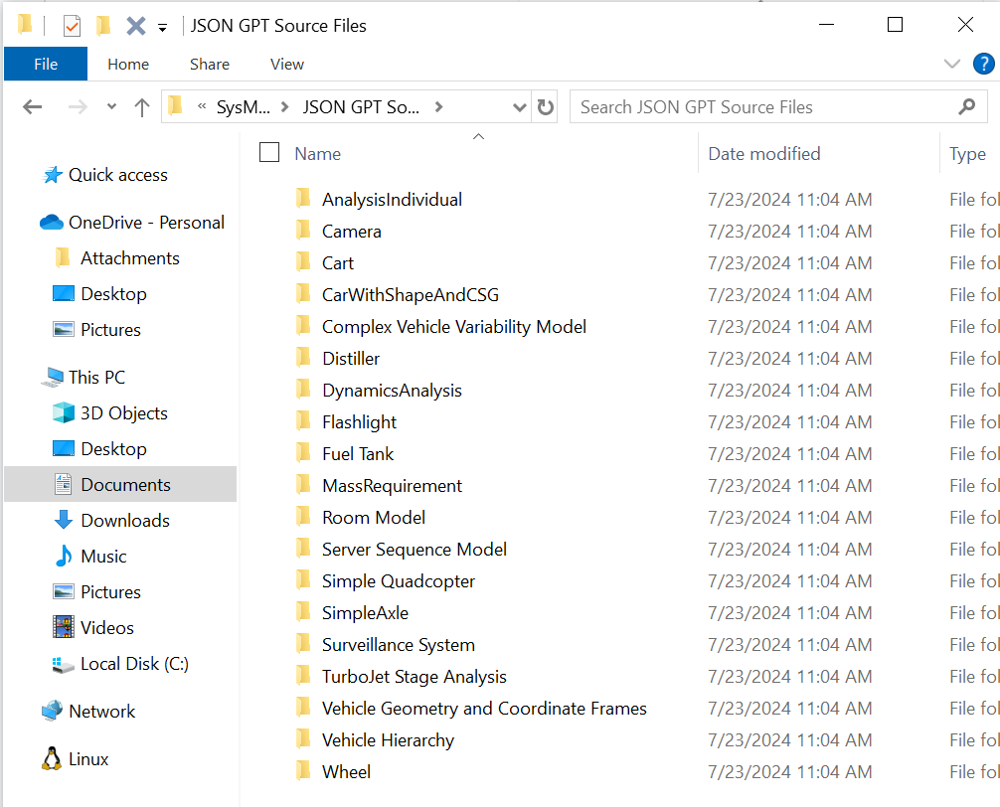 JSON GPT Source Files
File Home Share View
?
« SysM... JSON GPT So... Search JSON GPT Source Files
Name Date modified Type
Quick access
OneDrive - Personal
Attachments
Desktop
Pictures
This PC
3D Objects
Desktop
Documents
Downloads
Music
Pictures
Videos
Local Disk (C:)
Network
Linux
AnalysisIndividual 7/23/2024 11:04 AM File fol
Camera 7/23/2024 11:04 AM File fol
Cart 7/23/2024 11:04 AM File fol
CarWithShapeAndCSG 7/23/2024 11:04 AM File fol
Complex Vehicle Variability Model 7/23/2024 11:04 AM File fol
Distiller 7/23/2024 11:04 AM File fol
DynamicsAnalysis 7/23/2024 11:04 AM File fol
Flashlight 7/23/2024 11:04 AM File fol
Fuel Tank 7/23/2024 11:04 AM File fol
MassRequirement 7/23/2024 11:04 AM File fol
Room Model 7/23/2024 11:04 AM File fol
Server Sequence Model 7/23/2024 11:04 AM File fol
Simple Quadcopter 7/23/2024 11:04 AM File fol
SimpleAxle 7/23/2024 11:04 AM File fol
Surveillance System 7/23/2024 11:04 AM File fol
TurboJet Stage Analysis 7/23/2024 11:04 AM File fol
Vehicle Geometry and Coordinate Frames 7/23/2024 11:04 AM File fol
Vehicle Hierarchy 7/23/2024 11:04 AM File fol
Wheel 7/23/2024 11:04 AM File fol